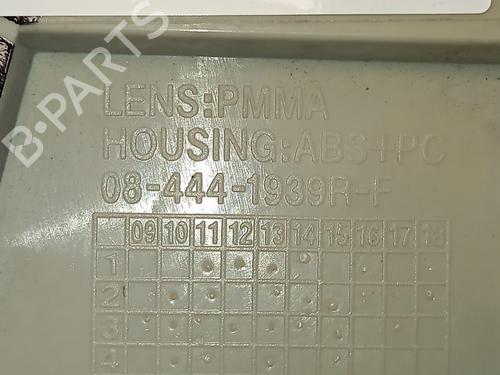 B-PARTS
LENS:PMMA
HOUSING:ABS+PC
08-444-1939R-F
09 10 11 12 13 14 15 16 17 18
1
2
3
4